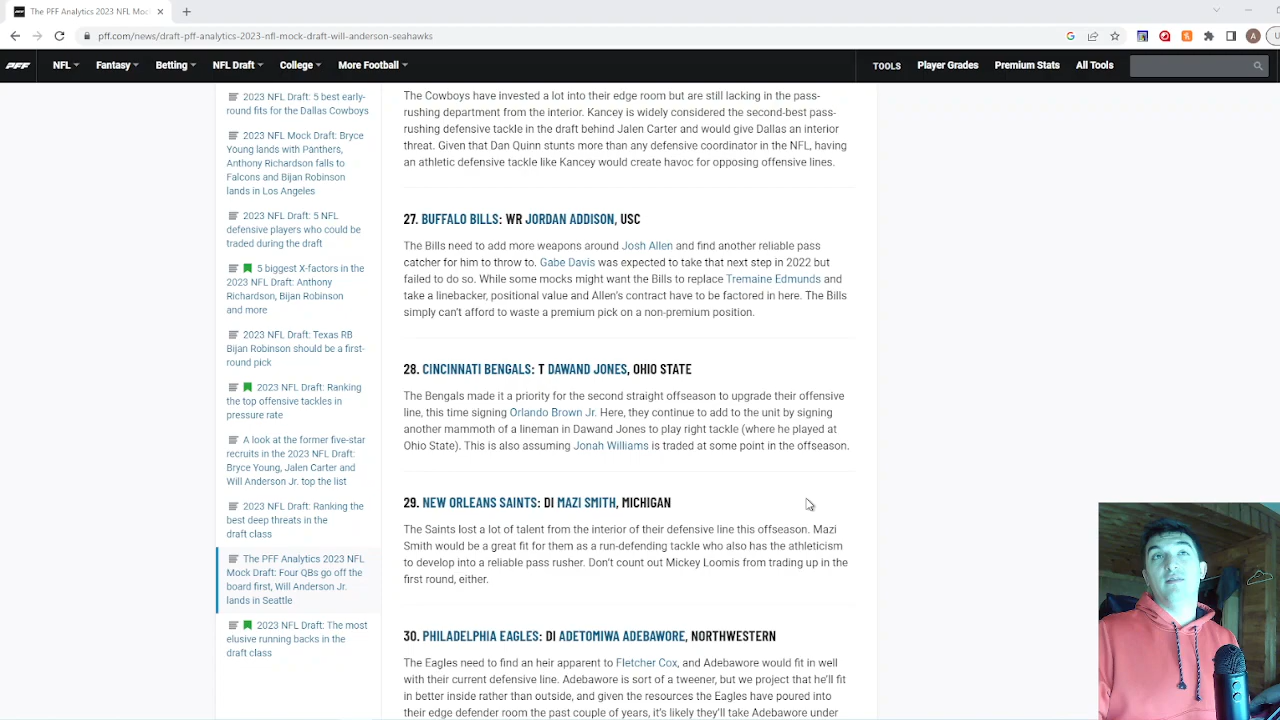 The PFF Analytics 2023 NFL Moc
pff.com/news/draft-pff-analytics-2023-nfl-mock-draft-will-anderson-seahawks
A
PFF
NFL
Fantasy
Betting
NFL Draft
College
More Football
TOOLS
Player Grades
Premium Stats
All Tools
2023 NFL Draft: 5 best early-
round fits for the Dallas Cowboys
2023 NFL Mock Draft: Bryce
Young lands with Panthers,
Anthony Richardson falls to
Falcons and Bijan Robinson
lands in Los Angeles
2023 NFL Draft: 5 NFL
defensive players who could be
traded during the draft
5 biggest X-factors in the
2023 NFL Draft: Anthony
Richardson, Bijan Robinson
and more
2023 NFL Draft: Texas RB
Bijan Robinson should be a first-
round pick
2023 NFL Draft: Ranking
the top offensive tackles in
pressure rate
A look at the former five-star
recruits in the 2023 NFL Draft:
Bryce Young, Jalen Carter and
Will Anderson Jr. top the list
2023 NFL Draft: Ranking the
best deep threats in the
draft class
The PFF Analytics 2023 NFL
Mock Draft: Four QBs go off the
board first, Will Anderson Jr.
lands in Seattle
2023 NFL Draft: The most
elusive running backs in the
draft class
The Cowboys have invested a lot into their edge room but are still lacking in the pass-
rushing department from the interior. Kancey is widely considered the second-best pass-
rushing defensive tackle in the draft behind Jalen Carter and would give Dallas an interior
threat. Given that Dan Quinn stunts more than any defensive coordinator in the NFL, having
an athletic defensive tackle like Kancey would create havoc for opposing offensive lines.
27. BUFFALO BILLS: WR JORDAN ADDISON, USC
The Bills need to add more weapons around Josh Allen and find another reliable pass
catcher for him to throw to. Gabe Davis was expected to take that next step in 2022 but
failed to do so. While some mocks might want the Bills to replace Tremaine Edmunds and
take a linebacker, positional value and Allen's contract have to be factored in here. The Bills
simply can't afford to waste a premium pick on a non-premium position.
28. CINCINNATI BENGALS: T DAWAND JONES, OHIO STATE
The Bengals made it a priority for the second straight offseason to upgrade their offensive
line, this time signing Orlando Brown Jr. Here, they continue to add to the unit by signing
another mammoth of a lineman in Dawand Jones to play right tackle (where he played at
Ohio State). This is also assuming Jonah Williams is traded at some point in the offseason.
29. NEW ORLEANS SAINTS: DI MAZI SMITH, MICHIGAN
The Saints lost a lot of talent from the interior of their defensive line this offseason. Mazi
Smith would be a great fit for them as a run-defending tackle who also has the athleticism
to develop into a reliable pass rusher. Don't count out Mickey Loomis from trading up in the
first round, either.
30. PHILADELPHIA EAGLES: DI ADETOMIWA ADEBAWORE, NORTHWESTERN
The Eagles need to find an heir apparent to Fletcher Cox, and Adebawore would fit in well
with their current defensive line. Adebawore is sort of a tweener, but we project that he'll fit
in better inside rather than outside, and given the resources the Eagles have poured into
their edge defender room the past couple of years, it's likely they'll take Adebawore under